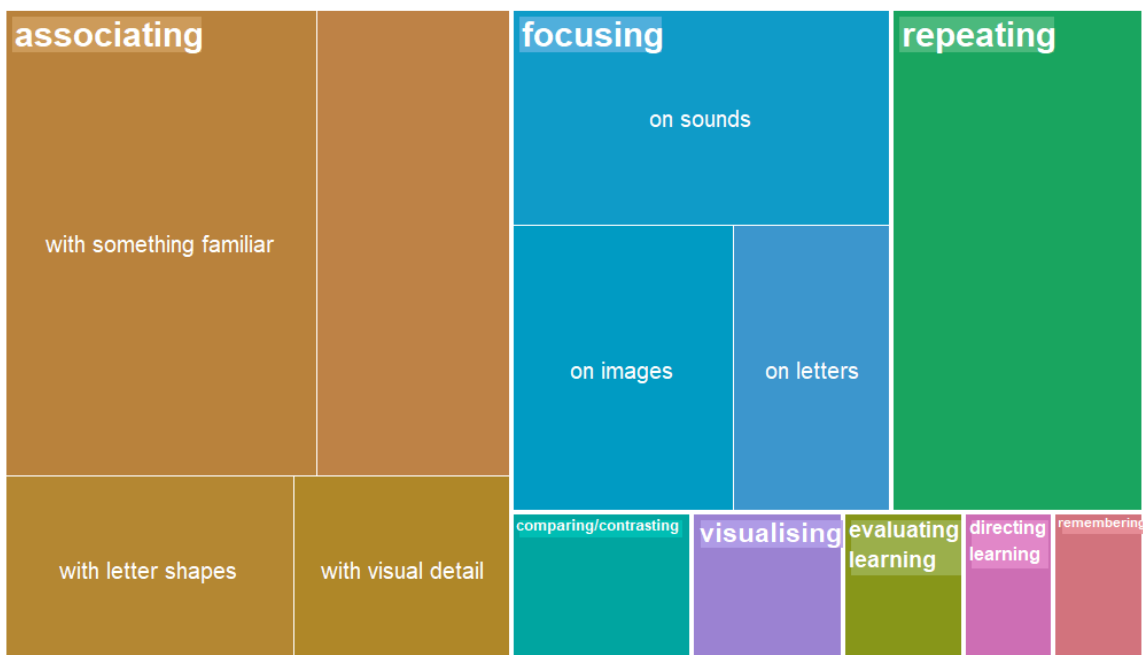 associating
focusing
repeating
on sounds
with something familiar
on images
on letters
with letter shapes
with visual detail
comparing/contrasting
visualising
evaluating
learning
directing
learning
remembering